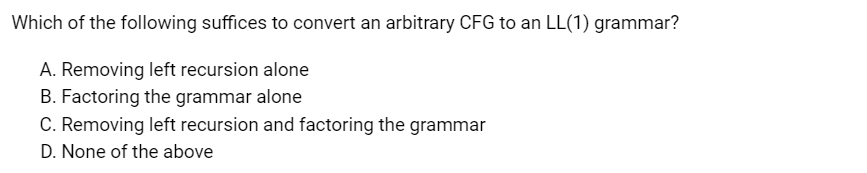 Which of the following suffices to convert an arbitrary CFG to an LL(1) grammar?
A. Removing left recursion alone
B. Factoring the grammar alone
C. Removing left recursion and factoring the grammar
D. None of the above